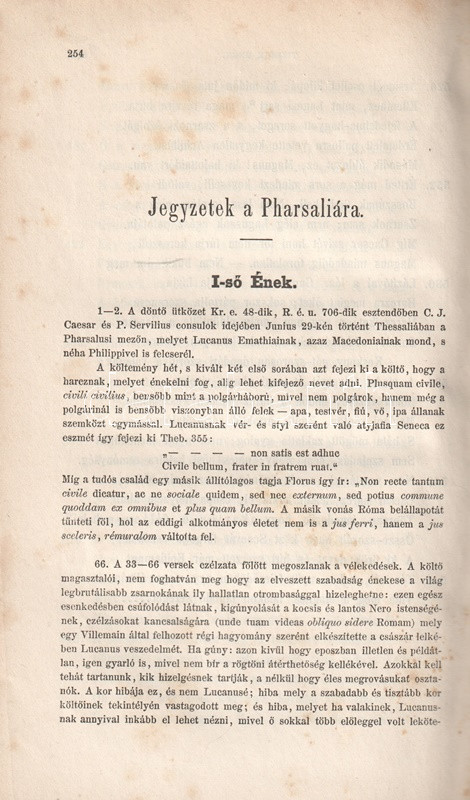 254
Jegyzetek a Pharsaliára.
I-ső Ének.
1—2. A döntő ütközet Kr. e. 48-dik, R. é. u. 706-dik esztendőben C. J.
Caesar és P. Servilius consulok idejében Junius 29-kén történt Thessaliában a
Pharsalusi mezőn, melyet Lucanus Emathiainak, azaz Macedoniainak mond, s
néha Philippivel is felcserél.
A költemény hét, s kivált két első sorában azt fejezi ki a költő, hogy a
harcznak, melyet énekelni fog, alig lehet kifejező nevet adni. Plusquam civile,
civili civilius, bensőbb mint a polgárháború, mivel nem polgárok, hanem még a
polgárinál is bensőbb viszonyban álló felek — apa, testvér, fiú, vő, ipa állanak
szemközt egymással. Lucanusnak vér- és styl szerént való atyjafia Seneca ez
eszmét így fejezi ki Theb. 355:
„— — — — non satis est adhuc
Civile bellum, frater in fratrem ruat.“
Míg a tudós család egy másik állítólagos tagja Florus így ír: „Non recte tantum
civile dicatur, ac ne sociale quidem, sed nec externum, sed potius commune
quoddam ex omnibus et plus quam bellum. A másik vonás Róma belállapotát
tünteti föl, hol az eddigi alkotmányos életet nem is a jus ferri, hanem a jus
sceleris, rémuralom váltotta fel.
66. A 33—66 versek czélzata fölött megoszlanak a vélekedések. A költő
magasztalói, nem foghatván meg hogy az elveszett szabadság énekese a világ
legbrutálisabb zsarnokának ily hallatlan otrombasággal hizeleghetne: ezen egész
esenkedésben csúfolódást látnak, kigúnyolását a kocsis és lantos Nero istenségé-
nek, czélzásokat kancsalságára (unde tuam videas obliquo sidere Romam) mely
egy Villemain által felhozott régi hagyomány szerént elkészítette a császár lelké-
ben Lucanus veszedelmét. Ha gúny: azon kivül hogy eposzban illetlen és példát-
lan, igen gyarló is, mivel nem bír a rögtöni átérthetőség kellékével. Azokkal kell
tehát tartanunk, kik hizelgésnek tartják, a nélkül hogy éles megrovásukat oszta-
nók. A kor hibája ez, és nem Lucanusé; hiba mely a szabadabb és tisztább kor
költőinek tekintélyén vastagodott meg; és hiba, melyet ha valakinek, Lucanus-
nak annyival inkább el lehet nézni, mivel ő sokkal több előleggel volt leköte-